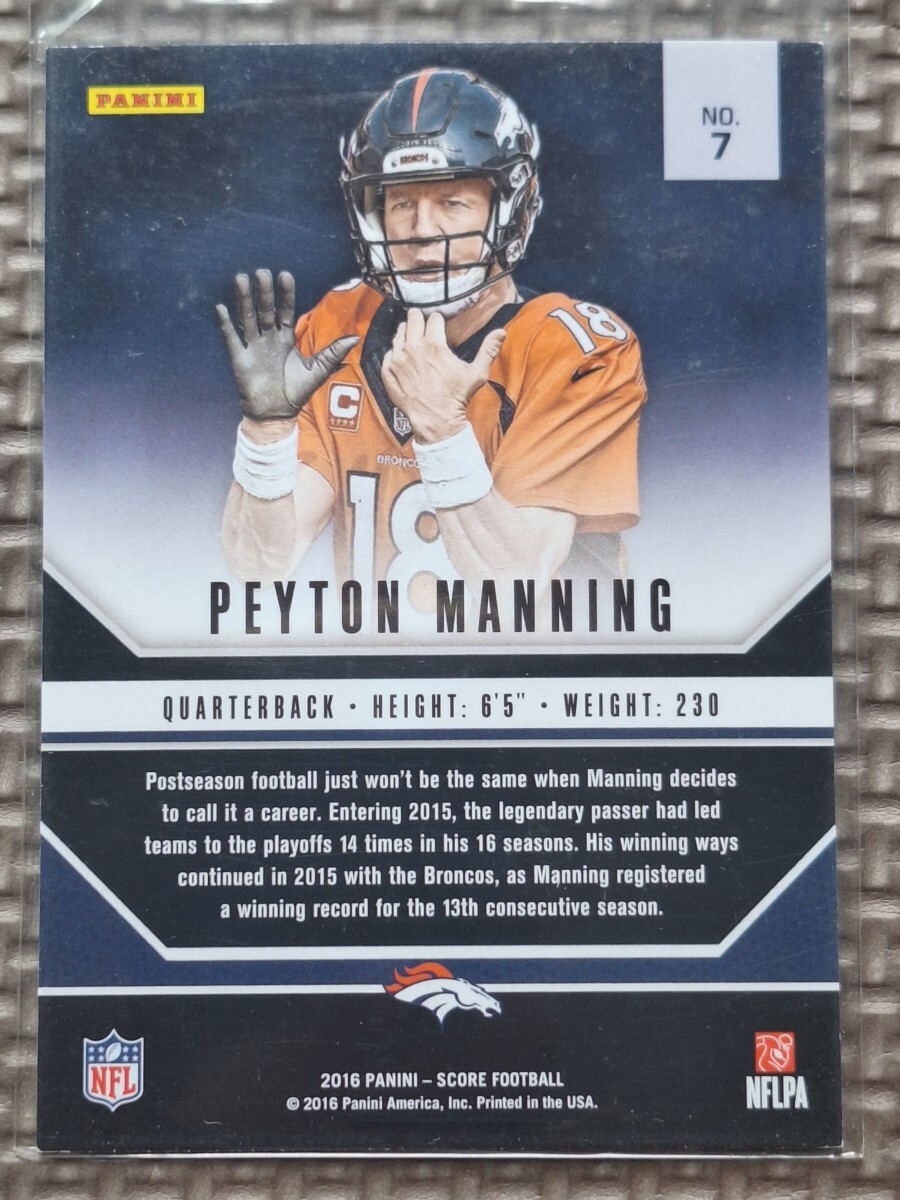 PANINI
NO.
7
BRONCOS
18
C
NFL
BRONCOS
18
PEYTON MANNING
QUARTERBACK • HEIGHT: 6'5" • WEIGHT: 230
Postseason football just won't be the same when Manning decides
to call it a career. Entering 2015, the legendary passer had led
teams to the playoffs 14 times in his 16 seasons. His winning ways
continued in 2015 with the Broncos, as Manning registered
a winning record for the 13th consecutive season.
NFL
2016 PANINI – SCORE FOOTBALL
© 2016 Panini America, Inc. Printed in the USA.
NFLPA